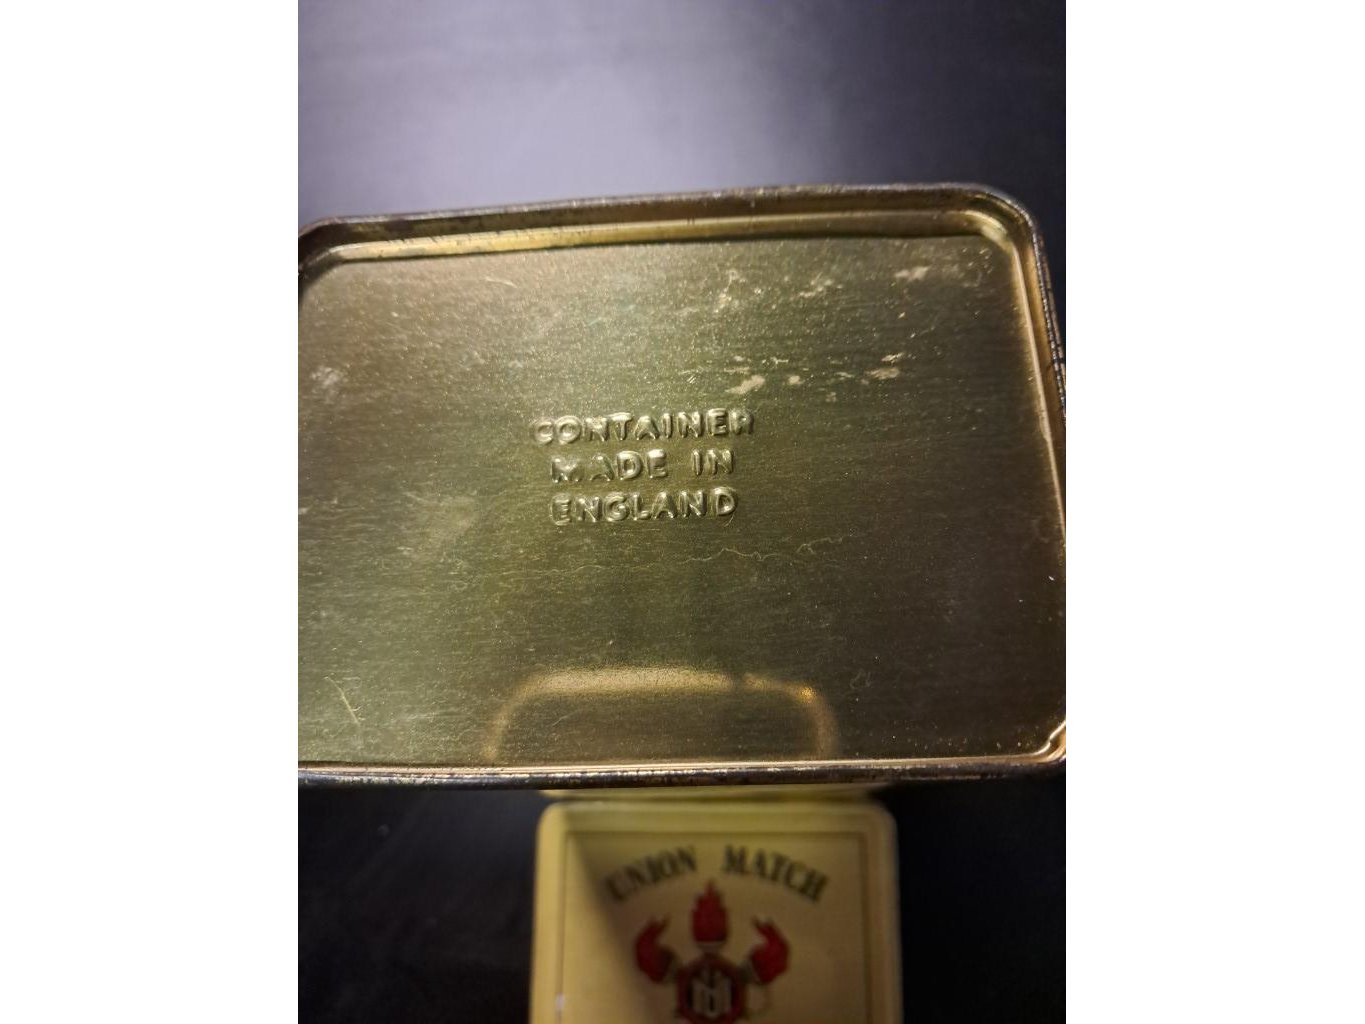 CONTAINER
MADE IN
ENGLAND
UNION MATCH